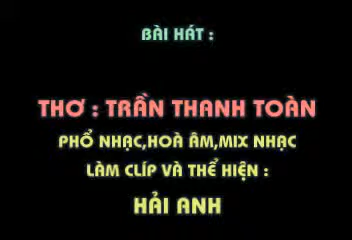 BÀI HÁT :
THƠ : TRẦN THANH TOÀN
PHỔ NHẠC,HOÀ ÂM,MIX NHẠC
LÀM CLÍP VÀ THỂ HIỆN :
HẢI ANH